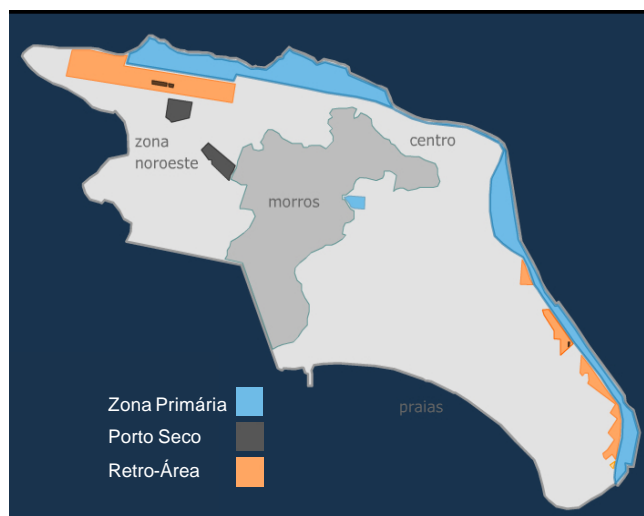 centro
zona
noroeste
morros
praias
Zona Primária
Porto Seco
Retro-Área